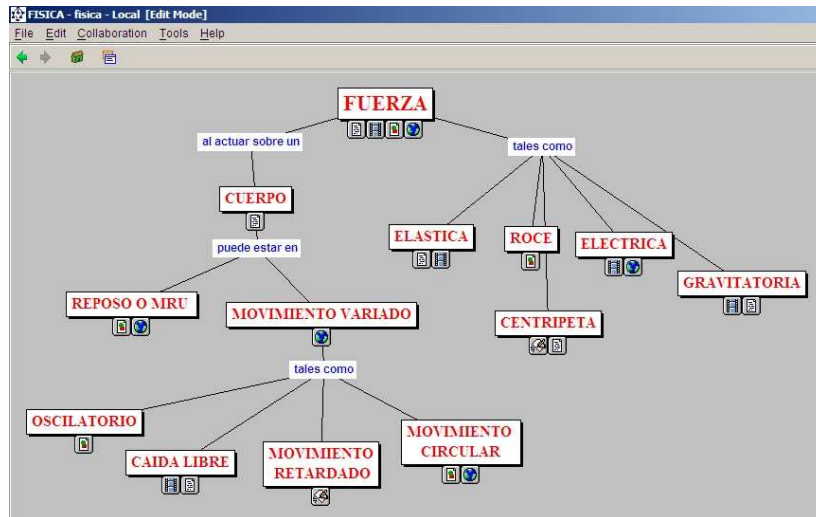 FISICA - fisica - Local [Edit Mode]
File Edit Collaboration Tools Help
FUERZA
al actuar sobre un
tales como
CUERPO
ELASTICA
ROCE
ELECTRICA
puede estar en
GRAVITATORIA
REPOSO O MRU
MOVIMIENTO VARIADO
CENTRIPETA
tales como
OSCILATORIO
CAIDA LIBRE
MOVIMIENTO
RETARDADO
MOVIMIENTO
CIRCULAR